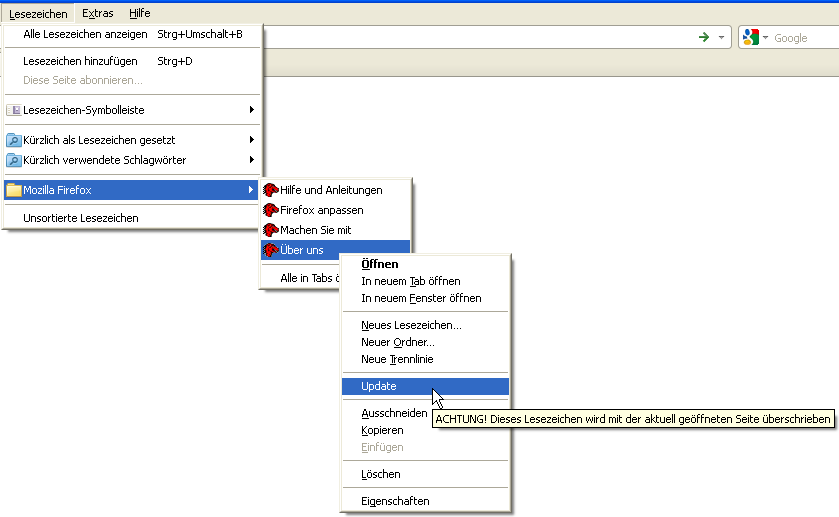 Lesezeichen Extras Hilfe
Alle Lesezeichen anzeigen Strg+Umschalt+B
Google
Lesezeichen hinzufügen Strg+D
Diese Seite abonnieren...
Lesezeichen-Symbolleiste
Kürzlich als Lesezeichen gesetzt
Kürzlich verwendete Schlagwörter
Mozilla Firefox
Unsortierte Lesezeichen
Hilfe und Anleitungen
Firefox anpassen
Machen Sie mit
Über uns
Alle in Tabs
Öffnen
In neuem Tab öffnen
In neuem Fenster öffnen
Neues Lesezeichen...
Neuer Ordner...
Neue Trennlinie
Update
ACHTUNG! Dieses Lesezeichen wird mit der aktuell geöffneten Seite überschrieben
Ausschneiden
Kopieren
Einfügen
Löschen
Eigenschaften